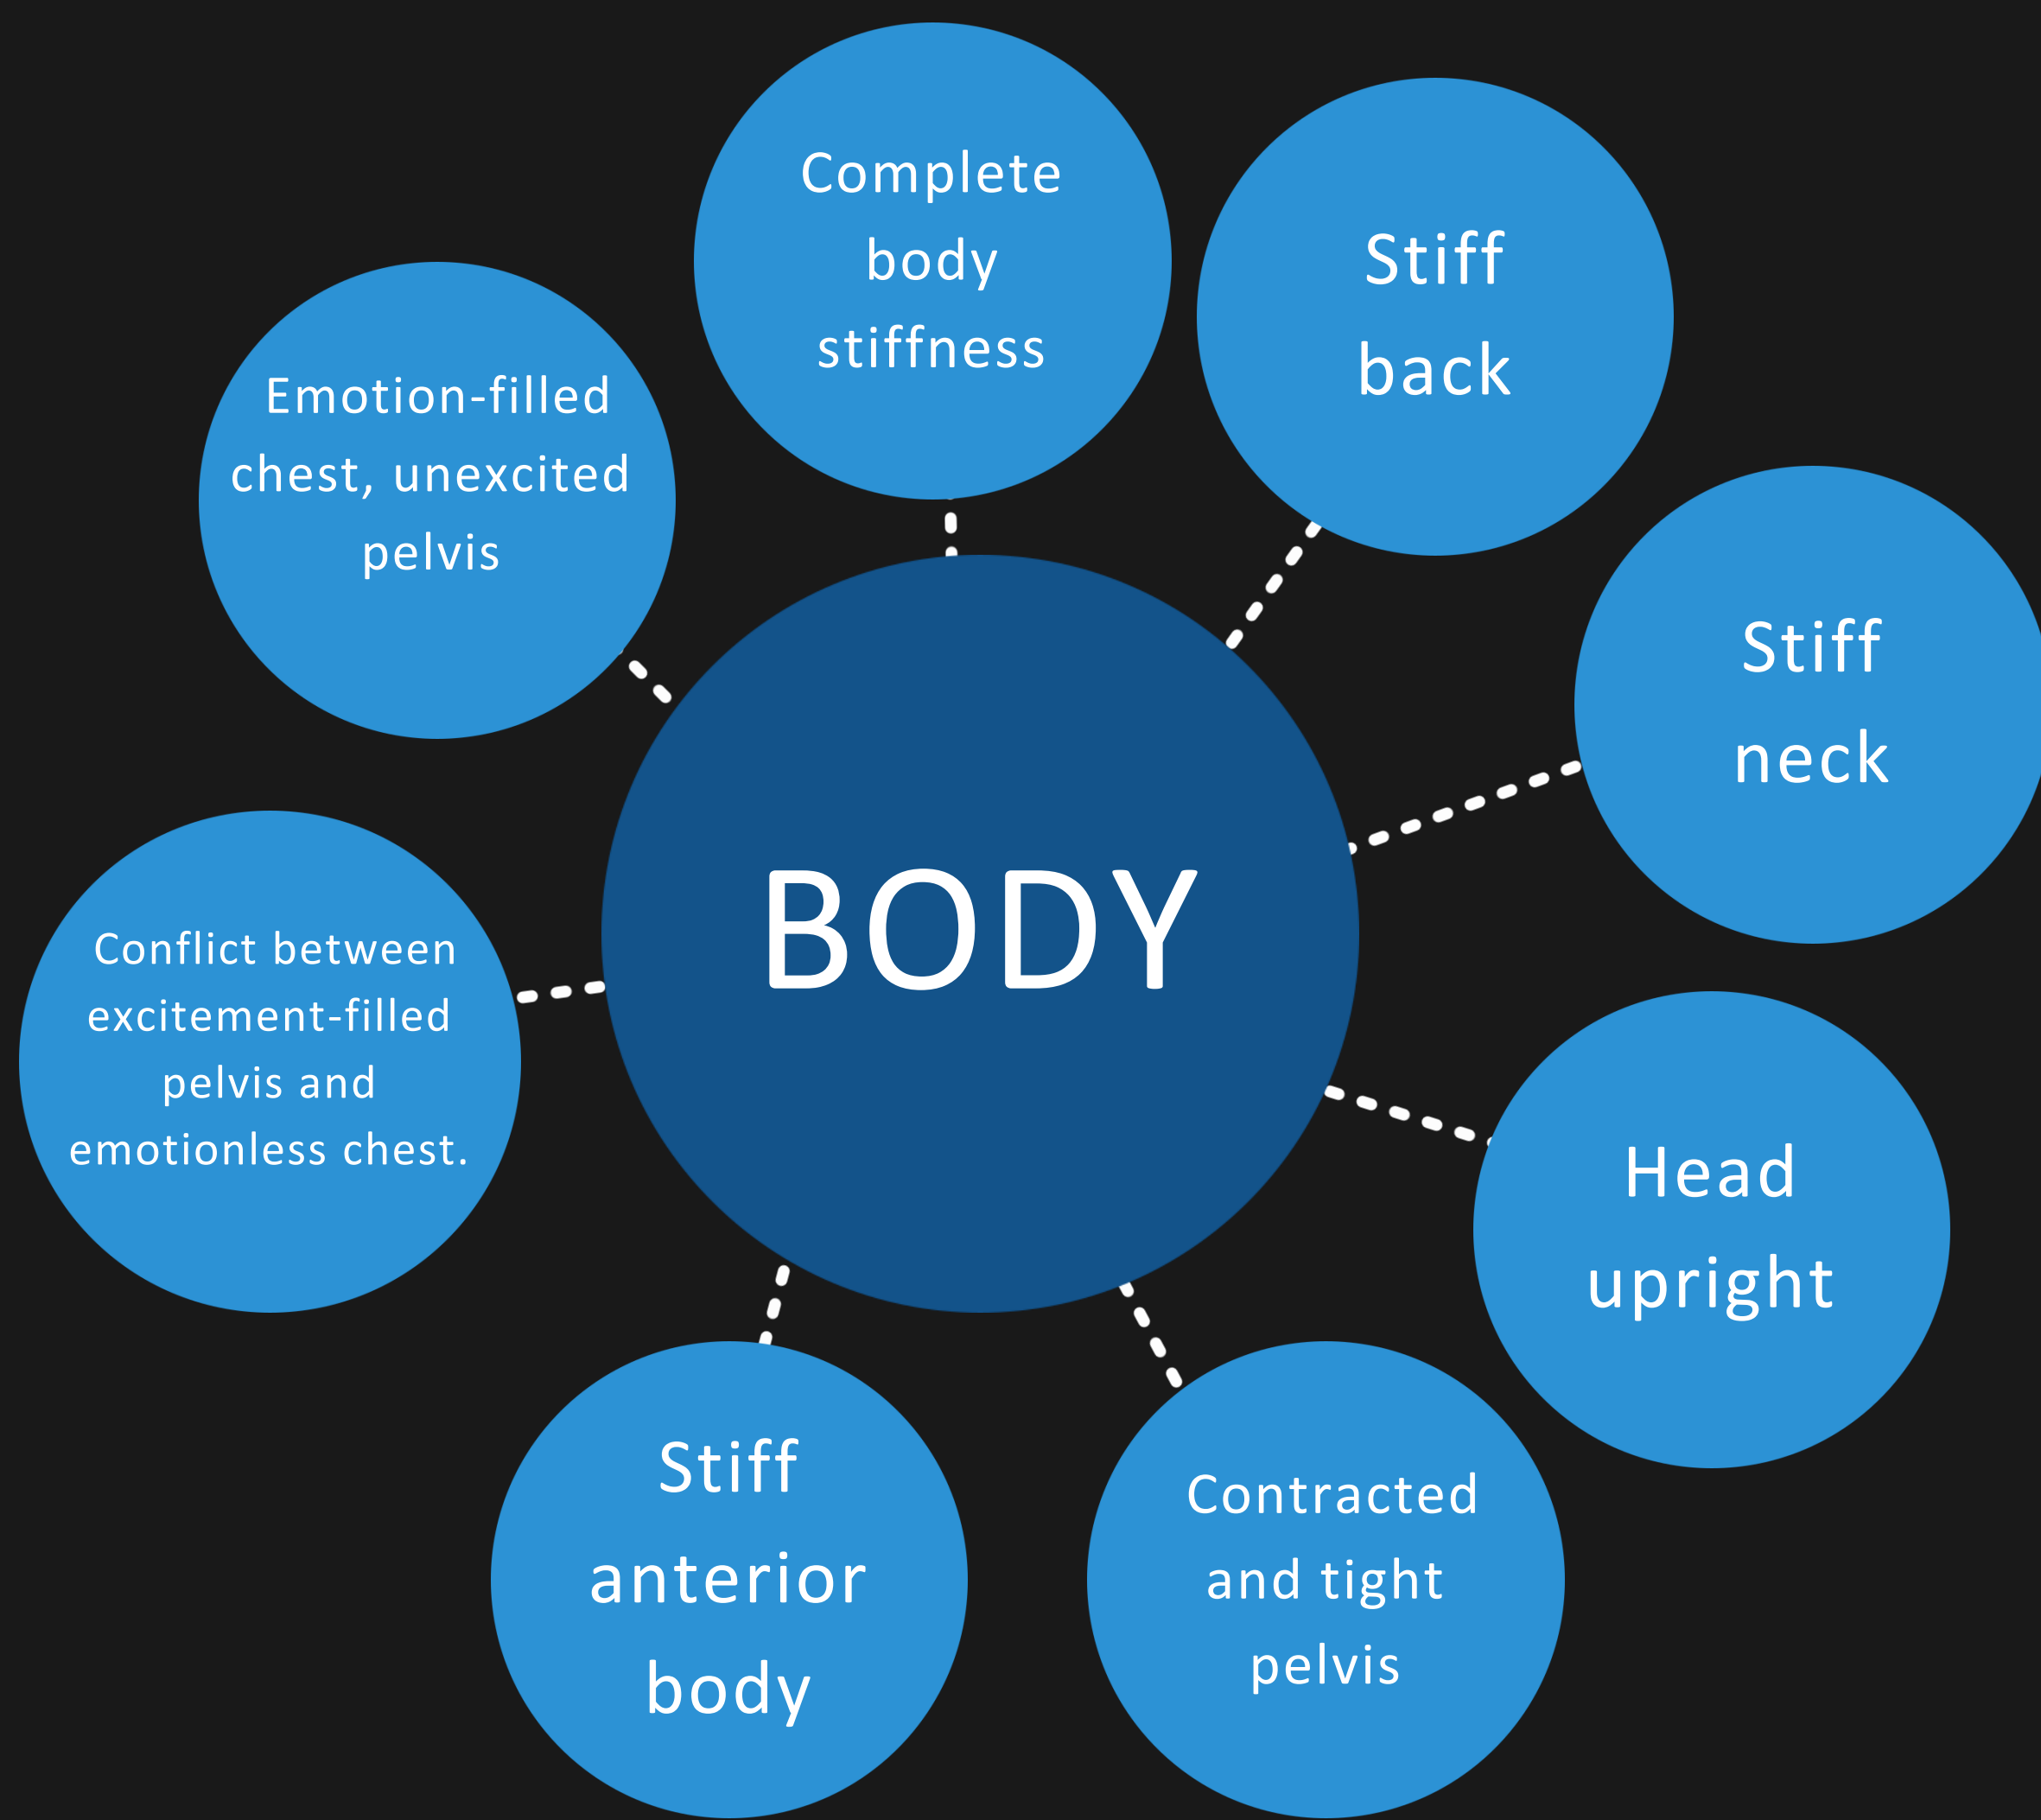 Complete
body
stiffness
Stiff
back
Stiff
neck
Head
upright
Contracted
and tight
pelvis
Stiff
anterior
body
Conflict between
excitement-filled
pelvis and
emotionless chest.
Emotion-filled
chest, unexcited
pelvis
BODY